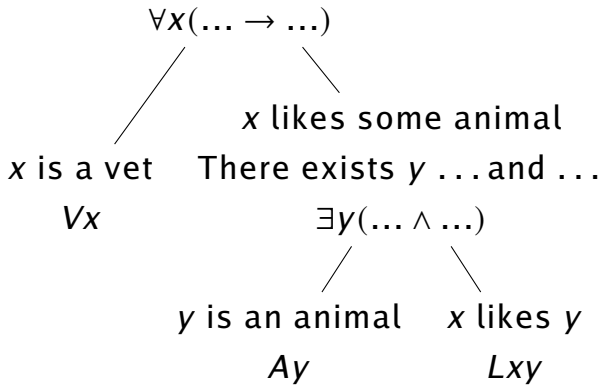 ∀x(… → …)
x likes some animal
x is a vet There exists y … and …
Vx ∃y(… ∧ …)
y is an animal x likes y
Ay Lxy